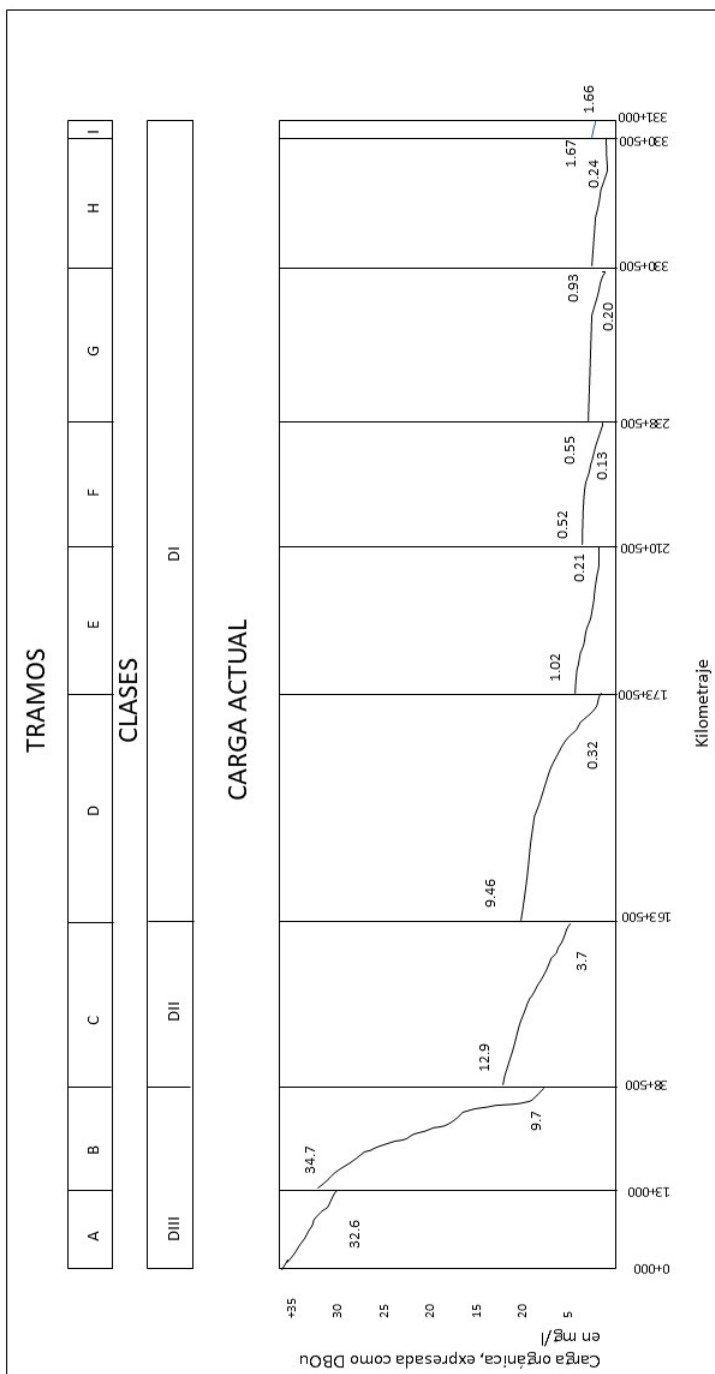 TRAMOS
A B C D E F G H I
CLASES
DIII DII DI
CARGA ACTUAL
32.6
34.7
9.7
12.9
3.7
9.46
0.32
1.02
0.21
0.52
0.55
0.13
0.93
0.20
1.67
0.24
1.66
+35
30
20
15
20
5
Carga orgánica, expresada como DBOu
en mg/l
0+000 13+000 38+500 163+500 173+500 210+500 238+500 330+500 330+500 331+000
Kilometraje